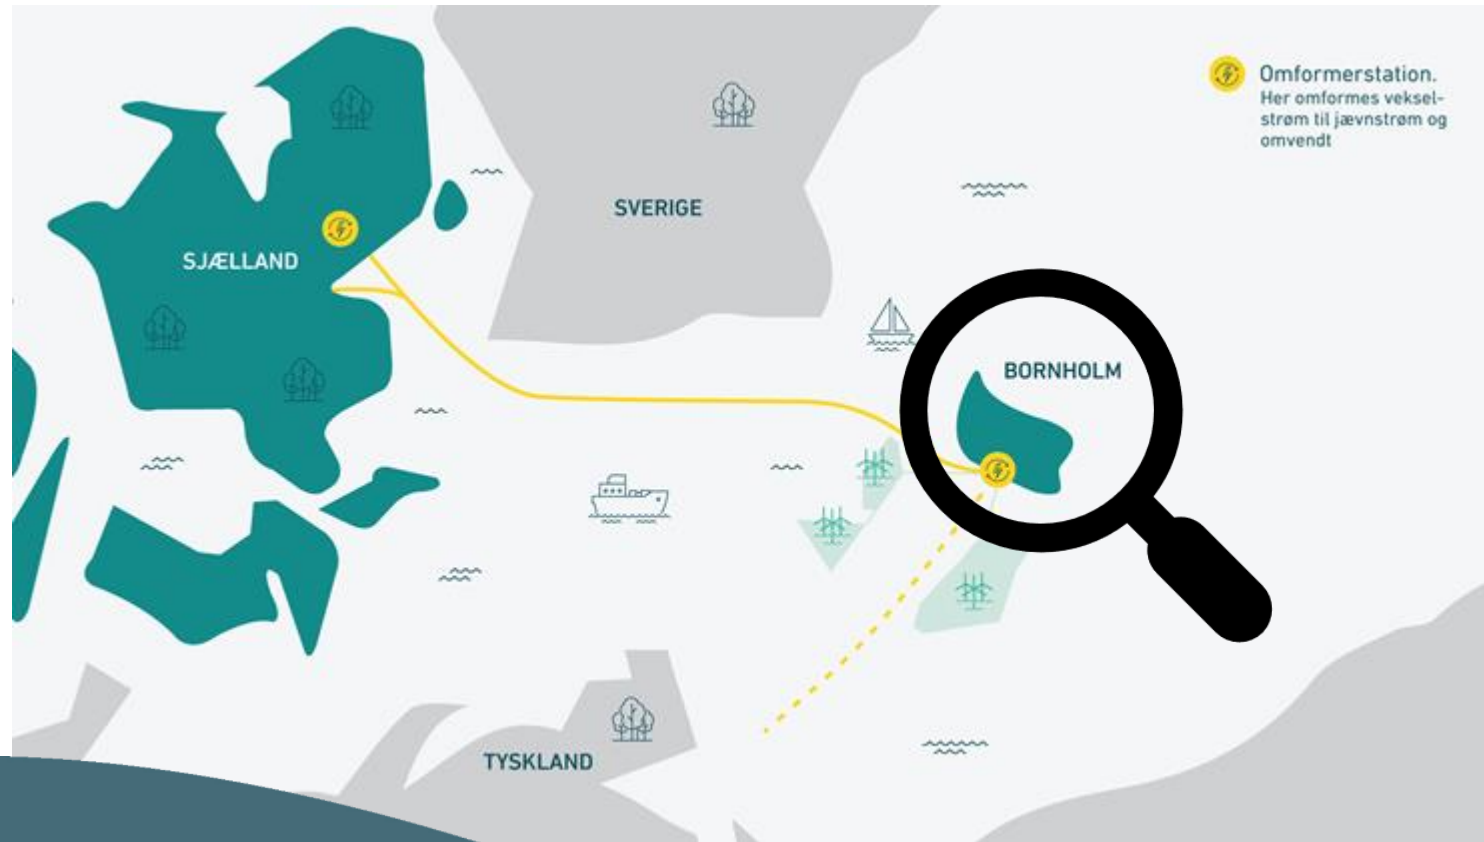 Omformerstation.
Her omformes veksel-
strøm til jævnstrøm og
omvendt
SVERIGE
SJÆLLAND
BORNHOLM
TYSKLAND